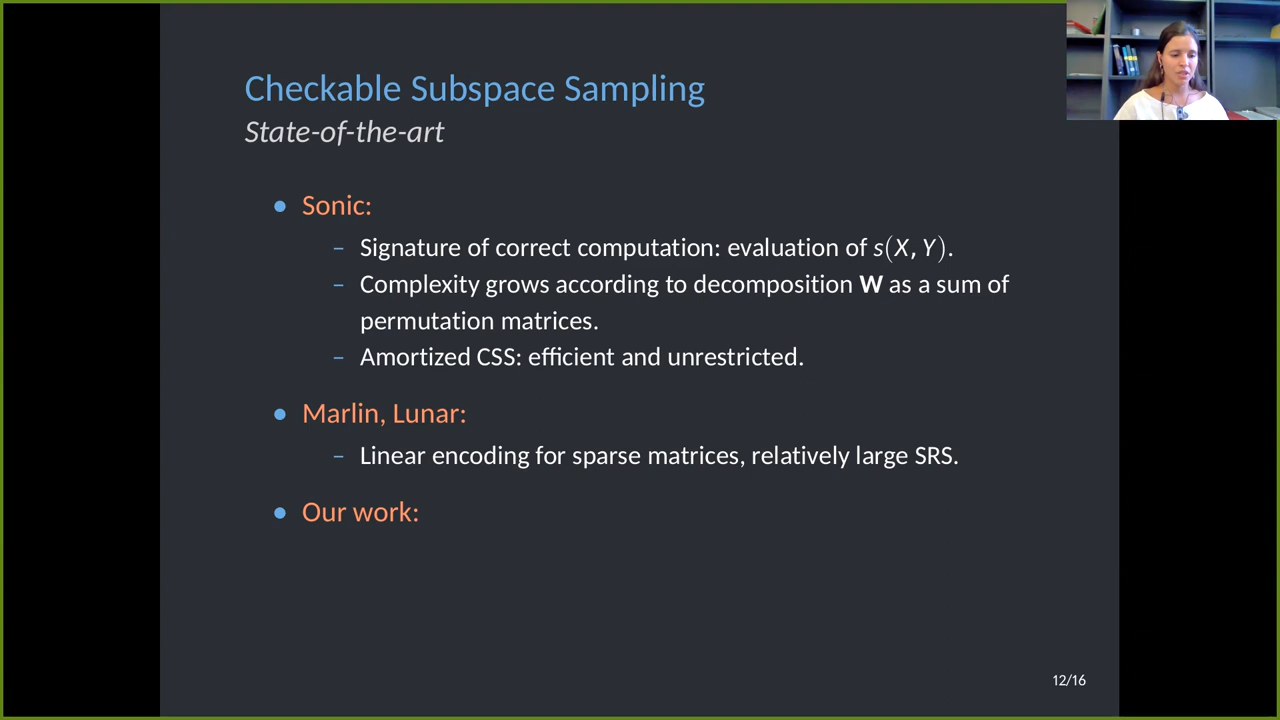 Checkable Subspace Sampling
State-of-the-art
• Sonic:
– Signature of correct computation: evaluation of s(X, Y).
– Complexity grows according to decomposition W as a sum of
permutation matrices.
– Amortized CSS: efficient and unrestricted.
• Marlin, Lunar:
– Linear encoding for sparse matrices, relatively large SRS.
• Our work:
12/16